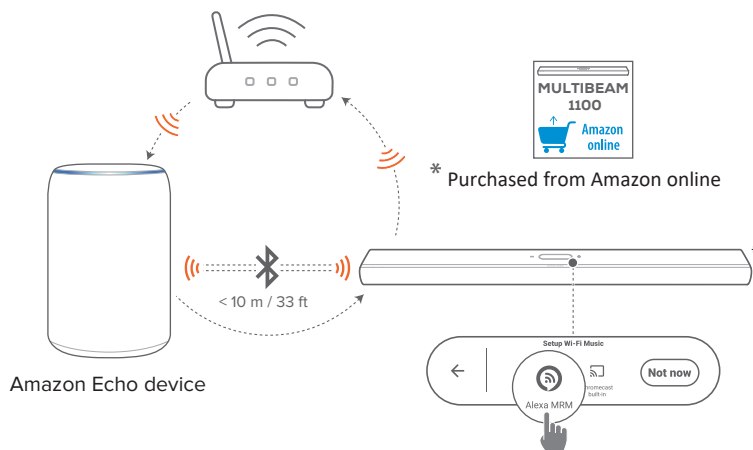 MULTIBEAM
1100
Amazon
online
* Purchased from Amazon online
< 10 m / 33 ft
Amazon Echo device
Setup Wi-Fi Music
Alexa MRM
hromecast
built-in
Not now